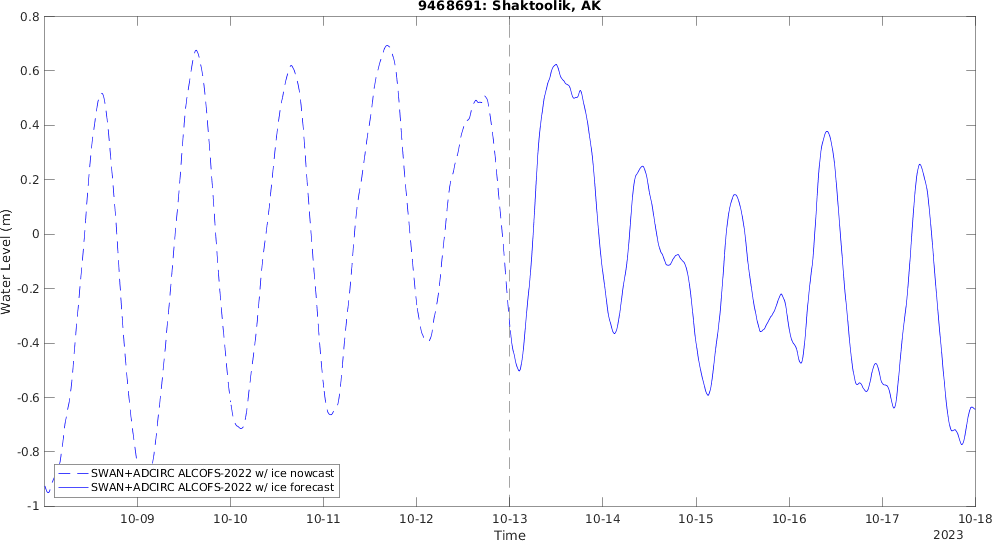 9468691: Shaktoolik, AK
Water Level (m)
0.8
0.6
0.4
0.2
0
-0.2
-0.4
-0.6
-0.8
-1
SWAN+ADCIRC ALCOFS-2022 w/ ice nowcast
SWAN+ADCIRC ALCOFS-2022 w/ ice forecast
10-09 10-10 10-11 10-12 10-13 10-14 10-15 10-16 10-17 10-18
Time
2023